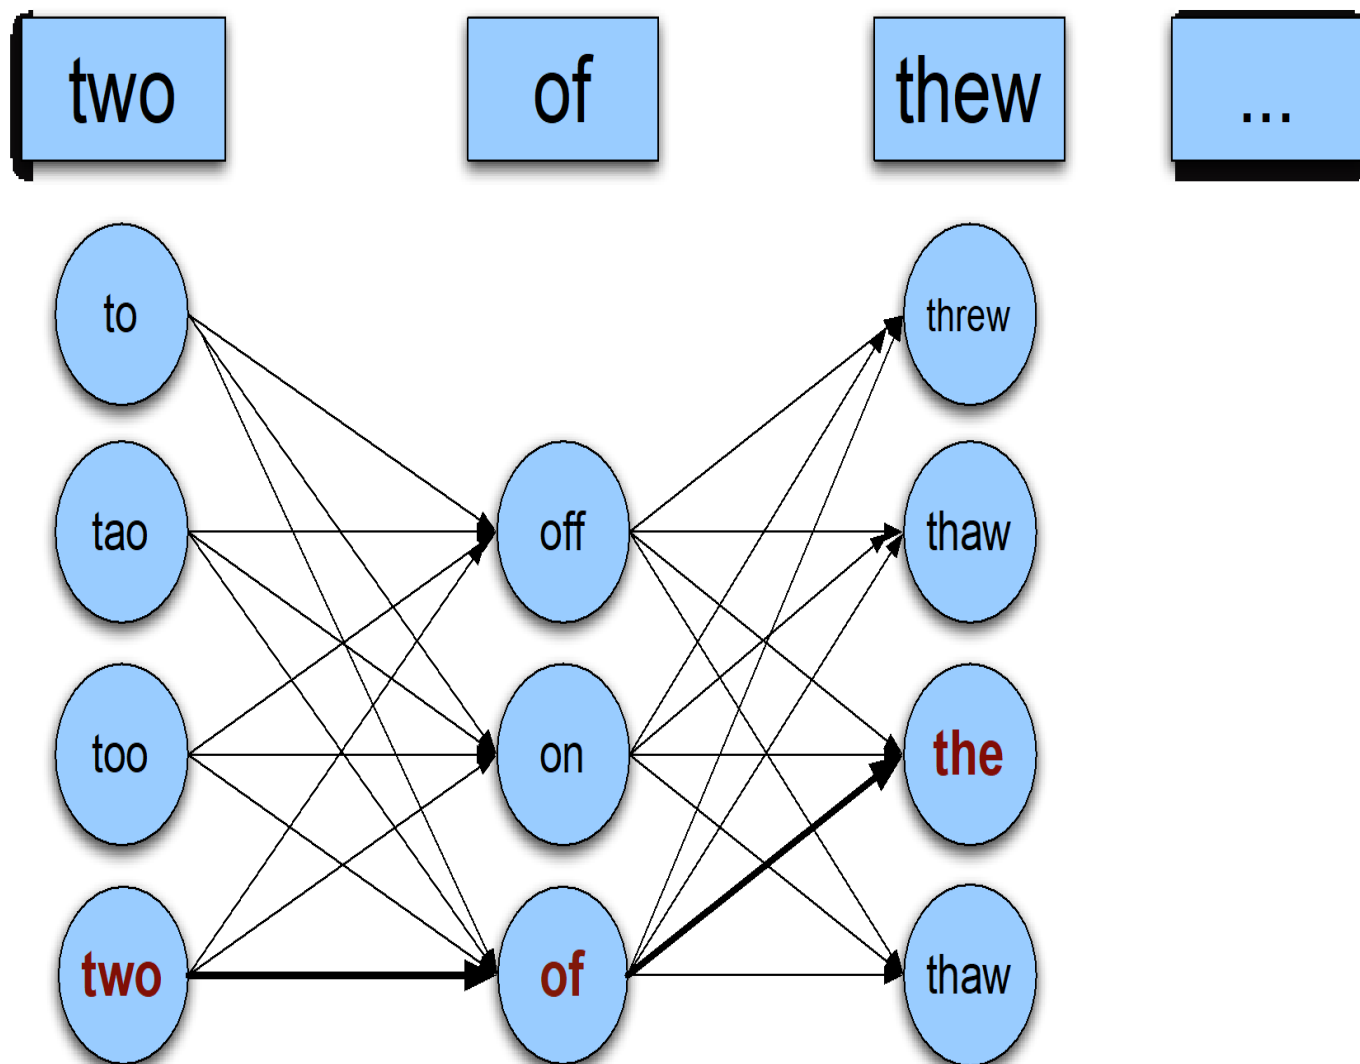 two of thew ...
to threw
tao off thaw
too on the
two of thaw